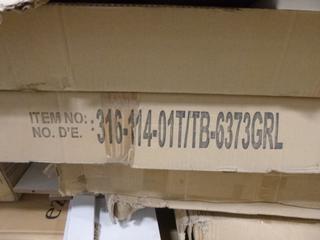 ITEM NO: : 316-114-01T/TB-6373GRL
NO. D'E.